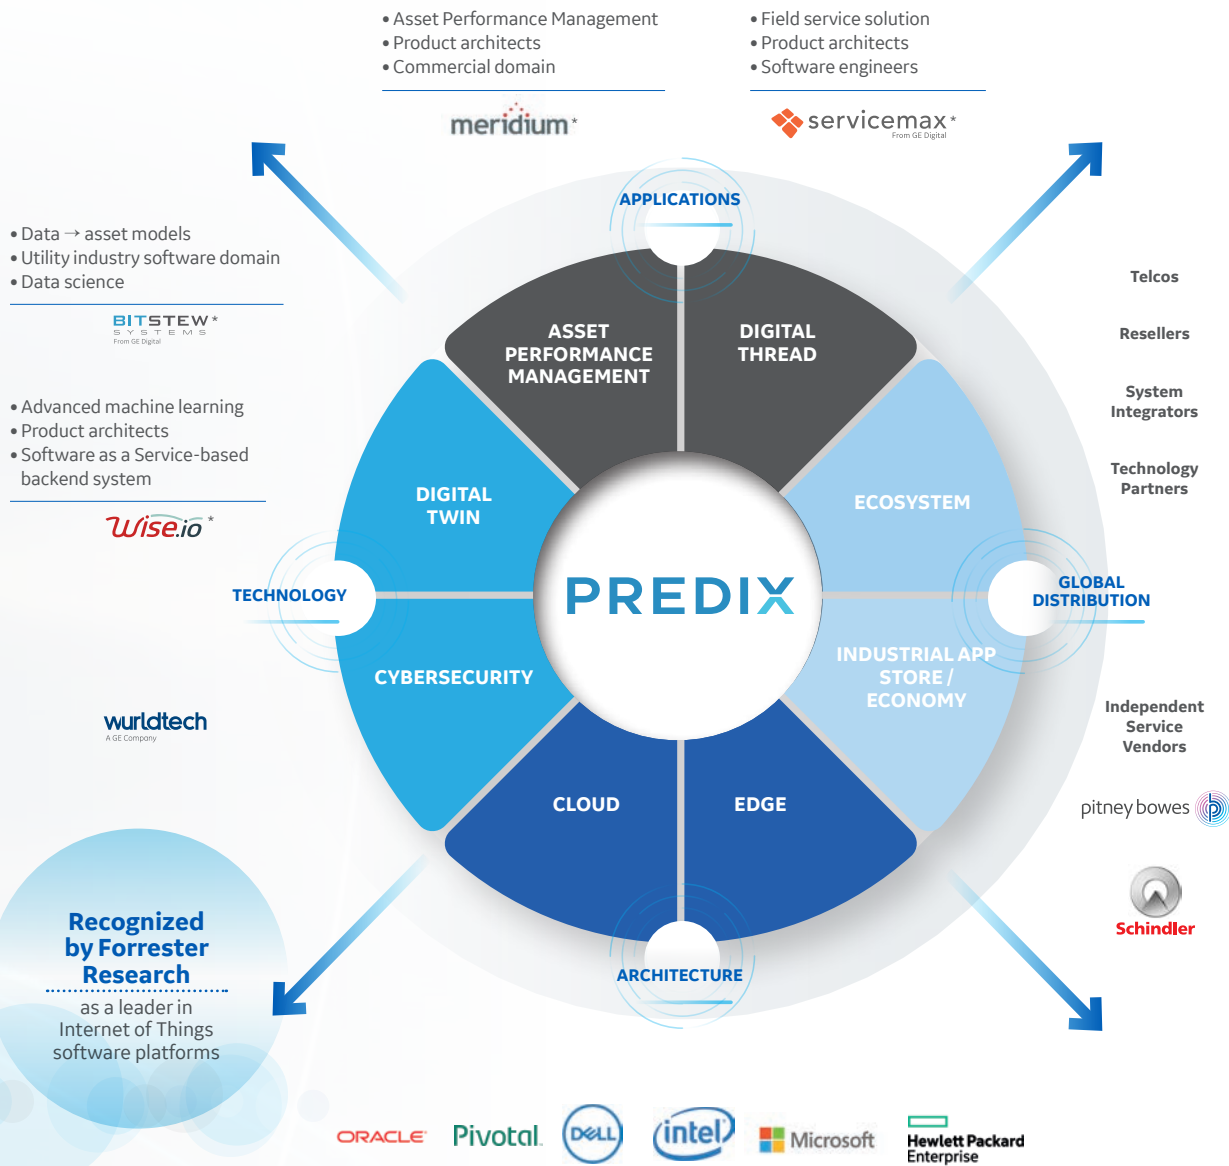 • Asset Performance Management
• Product architects
• Commercial domain
meridium*
• Field service solution
• Product architects
• Software engineers
servicemax*
From GE Digital
APPLICATIONS
• Data → asset models
• Utility industry software domain
• Data science
BITSTEW*
SYSTEMS
From GE Digital
• Advanced machine learning
• Product architects
• Software as a Service-based
backend system
Wise.io*
TECHNOLOGY
wurldtech
A GE Company
ASSET
PERFORMANCE
MANAGEMENT
DIGITAL
THREAD
DIGITAL
TWIN
ECOSYSTEM
PREDIX
CYBERSECURITY
INDUSTRIAL APP
STORE /
ECONOMY
CLOUD
EDGE
Telcos
Resellers
System
Integrators
Technology
Partners
GLOBAL
DISTRIBUTION
Independent
Service
Vendors
pitney bowes
Schindler
ARCHITECTURE
Recognized
by Forrester
Research
as a leader in
Internet of Things
software platforms
ORACLE
Pivotal
DELL
intel
Microsoft
Hewlett Packard
Enterprise